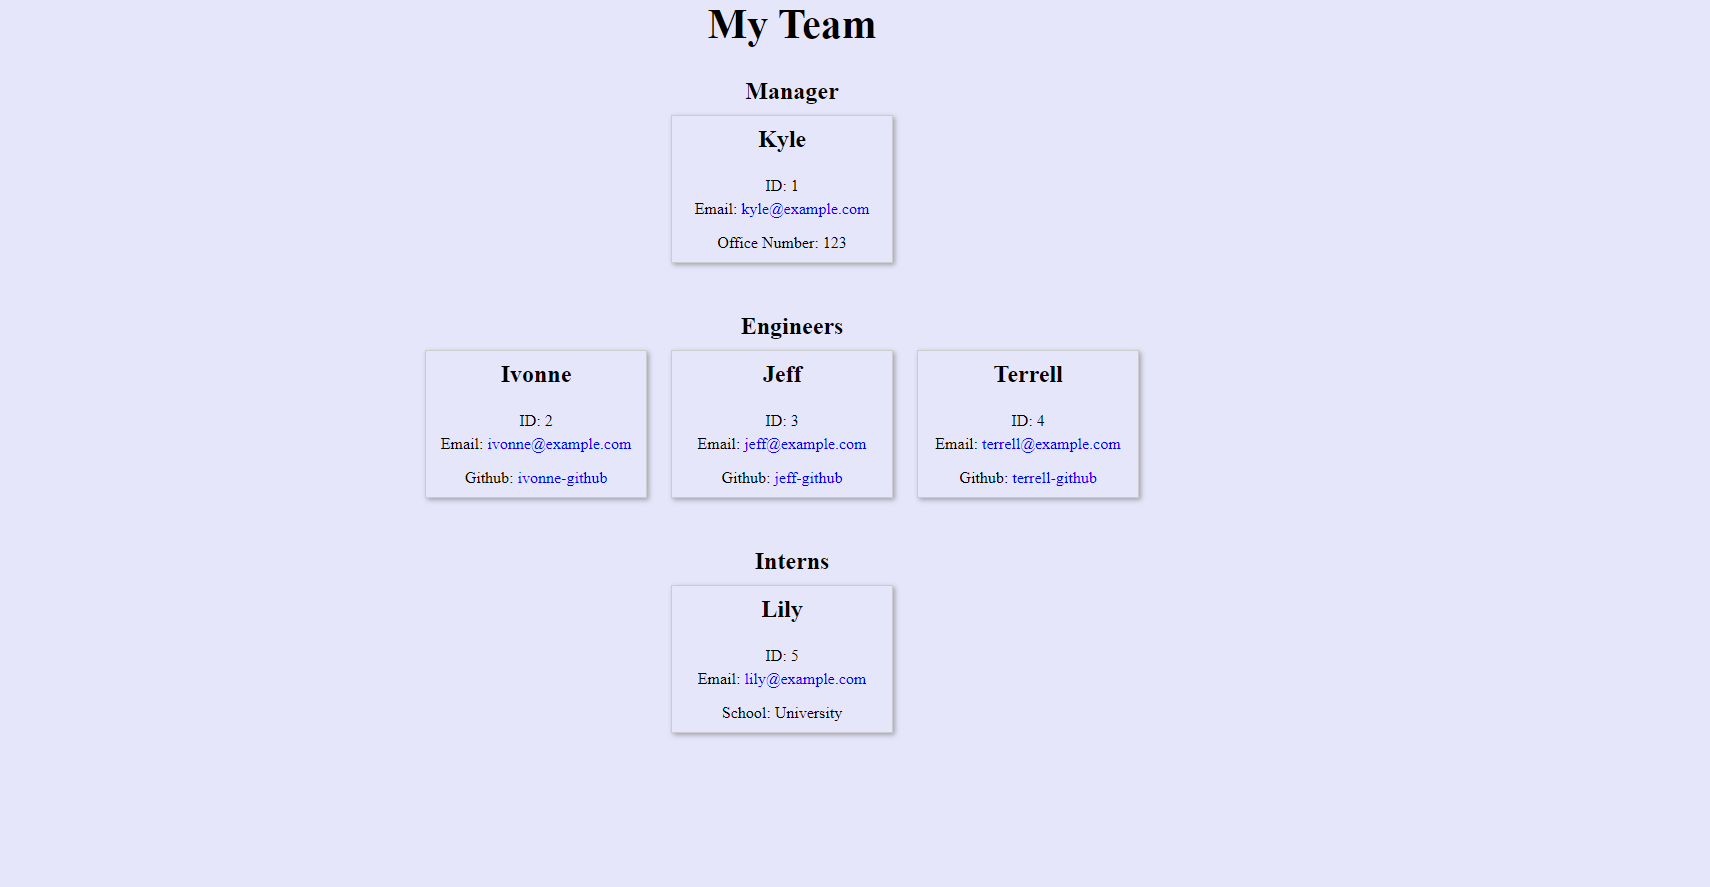 My Team
Manager
Kyle
ID: 1
Email: kyle@example.com
Office Number: 123
Engineers
Ivonne
ID: 2
Email: ivonne@example.com
Github: ivonne-github
Jeff
ID: 3
Email: jeff@example.com
Github: jeff-github
Terrell
ID: 4
Email: terrell@example.com
Github: terrell-github
Interns
Lily
ID: 5
Email: lily@example.com
School: University